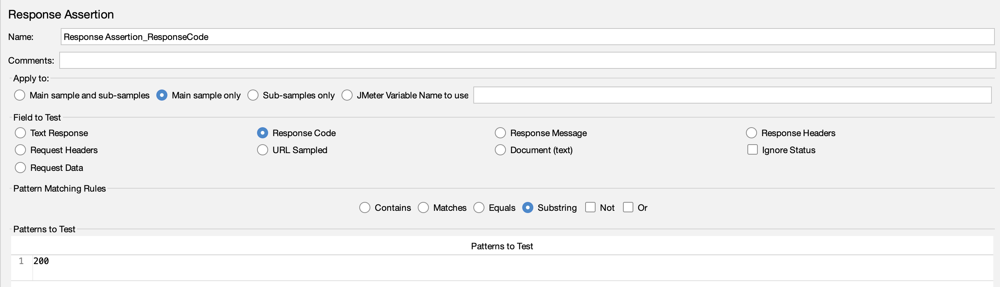 Response Assertion
Name: Response Assertion_ResponseCode
Comments:
Apply to:
Main sample and sub-samples Main sample only Sub-samples only JMeter Variable Name to use
Field to Test
Text Response Response Code Response Message Response Headers
Request Headers URL Sampled Document (text) Ignore Status
Request Data
Pattern Matching Rules
Contains Matches Equals Substring Not Or
Patterns to Test
Patterns to Test
1 200